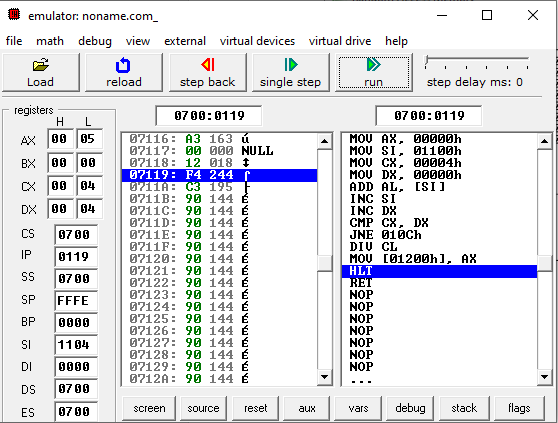 emulator: noname.com_
file math debug view external virtual devices virtual drive help
Load reload step back single step run step delay ms: 0
registers
H L
AX 00 05
BX 00 00
CX 00 04
DX 00 04
CS 0700
IP 0119
SS 0700
SP FFFE
BP 0000
SI 1104
DI 0000
DS 0700
ES 0700
0700:0119
07116: A3 163 ú
07117: 00 000 NULL
07118: 12 018 ↕
07119: F4 244 ⌠
0711A: C3 195 ├
0711B: 90 144 É
0711C: 90 144 É
0711D: 90 144 É
0711E: 90 144 É
0711F: 90 144 É
07120: 90 144 É
07121: 90 144 É
07122: 90 144 É
07123: 90 144 É
07124: 90 144 É
07125: 90 144 É
07126: 90 144 É
07127: 90 144 É
07128: 90 144 É
07129: 90 144 É
0712A: 90 144 É
0700:0119
MOV AX, 00000h
MOV SI, 01100h
MOV CX, 00004h
MOV DX, 00000h
ADD AL, [SI]
INC SI
INC DX
CMP CX, DX
JNE 010Ch
DIV CL
MOV [01200h], AX
HLT
RET
NOP
NOP
NOP
NOP
NOP
NOP
NOP
...
screen source reset aux vars debug stack flags